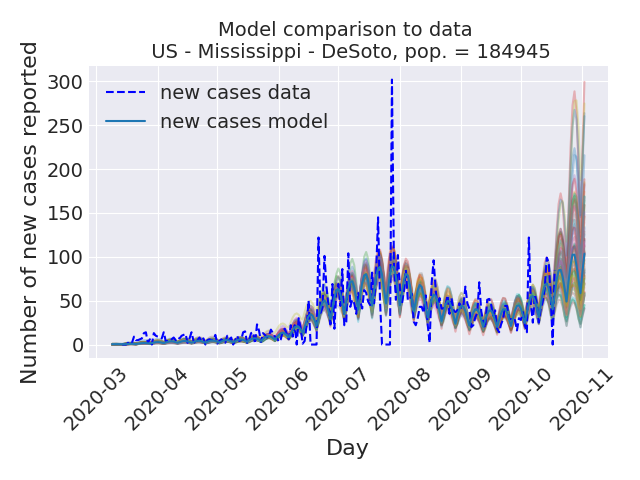 Model comparison to data
US - Mississippi - DeSoto, pop. = 184945
Number of new cases reported
300
250
200
150
100
50
0
new cases data
new cases model
2020-03
2020-04
2020-05
2020-06
2020-07
2020-08
2020-09
2020-10
2020-11
Day